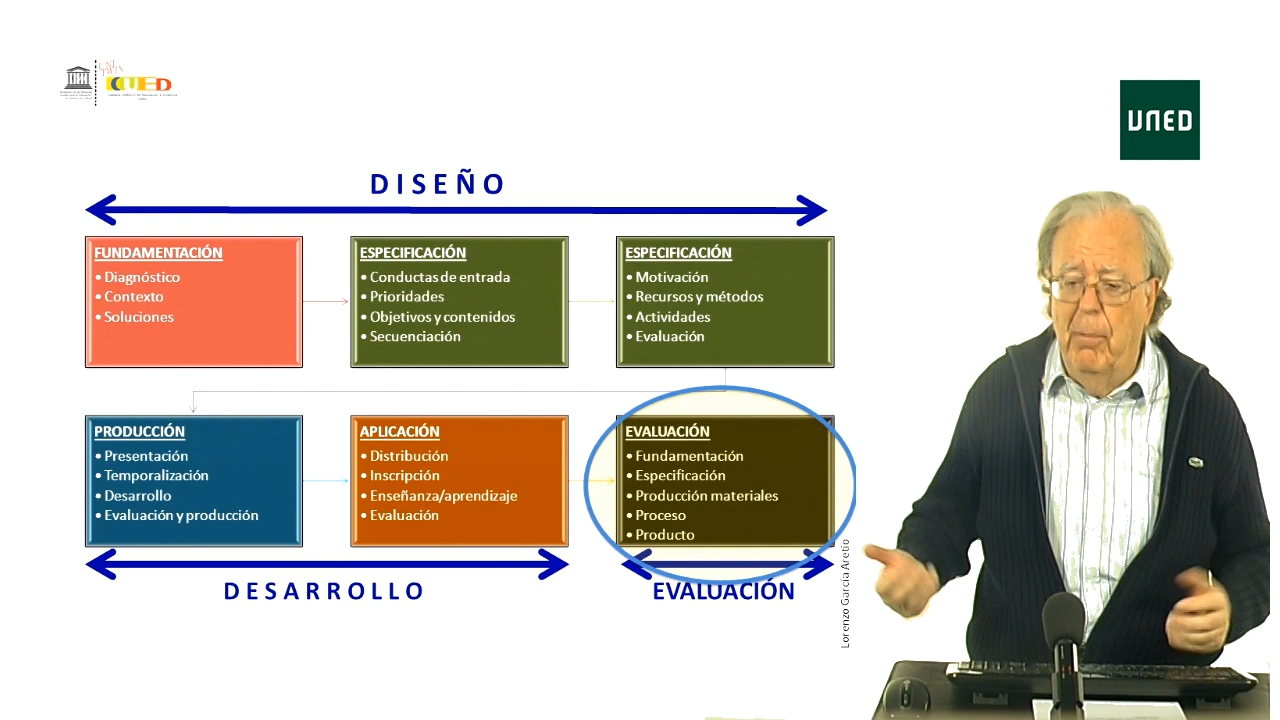 CUED
UNED
DISEÑO
FUNDAMENTACIÓN
• Diagnóstico
• Contexto
• Soluciones
ESPECIFICACIÓN
• Conductas de entrada
• Prioridades
• Objetivos y contenidos
• Secuenciación
ESPECIFICACIÓN
• Motivación
• Recursos y métodos
• Actividades
• Evaluación
PRODUCCIÓN
• Presentación
• Temporalización
• Desarrollo
• Evaluación y producción
APLICACIÓN
• Distribución
• Inscripción
• Enseñanza/aprendizaje
• Evaluación
EVALUACIÓN
• Fundamentación
• Especificación
• Producción materiales
• Proceso
• Producto
DESARROLLO
EVALUACIÓN
Lorenzo García Aretio